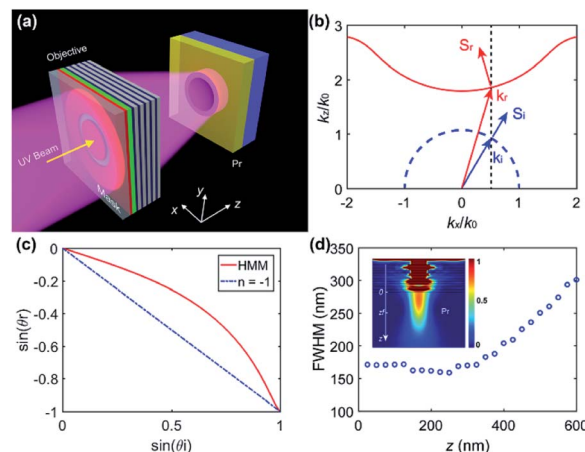 (a)
Objective
UV Beam
Mask
Pr
x
y
z
(b)
kz/k0
3
2
1
0
-2
-1
0
1
2
kx/k0
Sr
kr
Si
ki
(c)
sin(θr)
0
-0.2
-0.4
-0.6
-0.8
-1
0
0.5
1
sin(θi)
HMM
n = -1
(d)
FWHM (nm)
350
300
250
200
150
100
0
200
400
600
z (nm)
0
zf
z
Pr
1
0.5
0